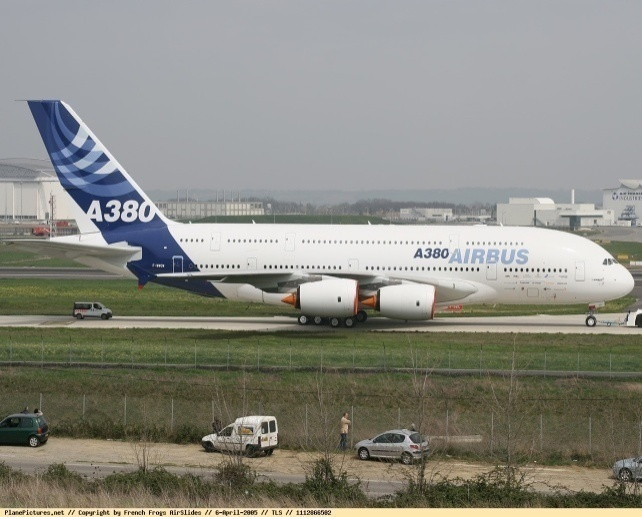 A380
A380 AIRBUS
PlanePictures.net // Copyright by French Frogs AirSlides // 6-April-2005 // TLS // 1112866502